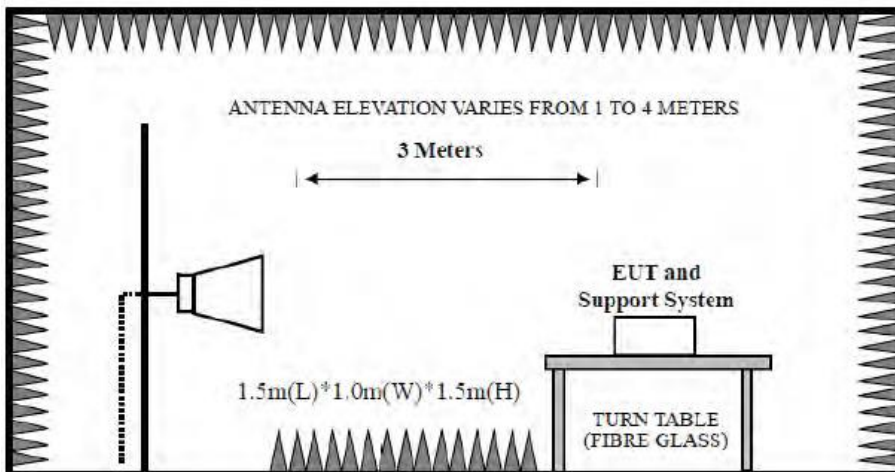 ANTENNA ELEVATION VARIES FROM 1 TO 4 METERS
3 Meters
EUT and
Support System
1.5m(L)*1.0m(W)*1.5m(H)
TURN TABLE
(FIBRE GLASS)